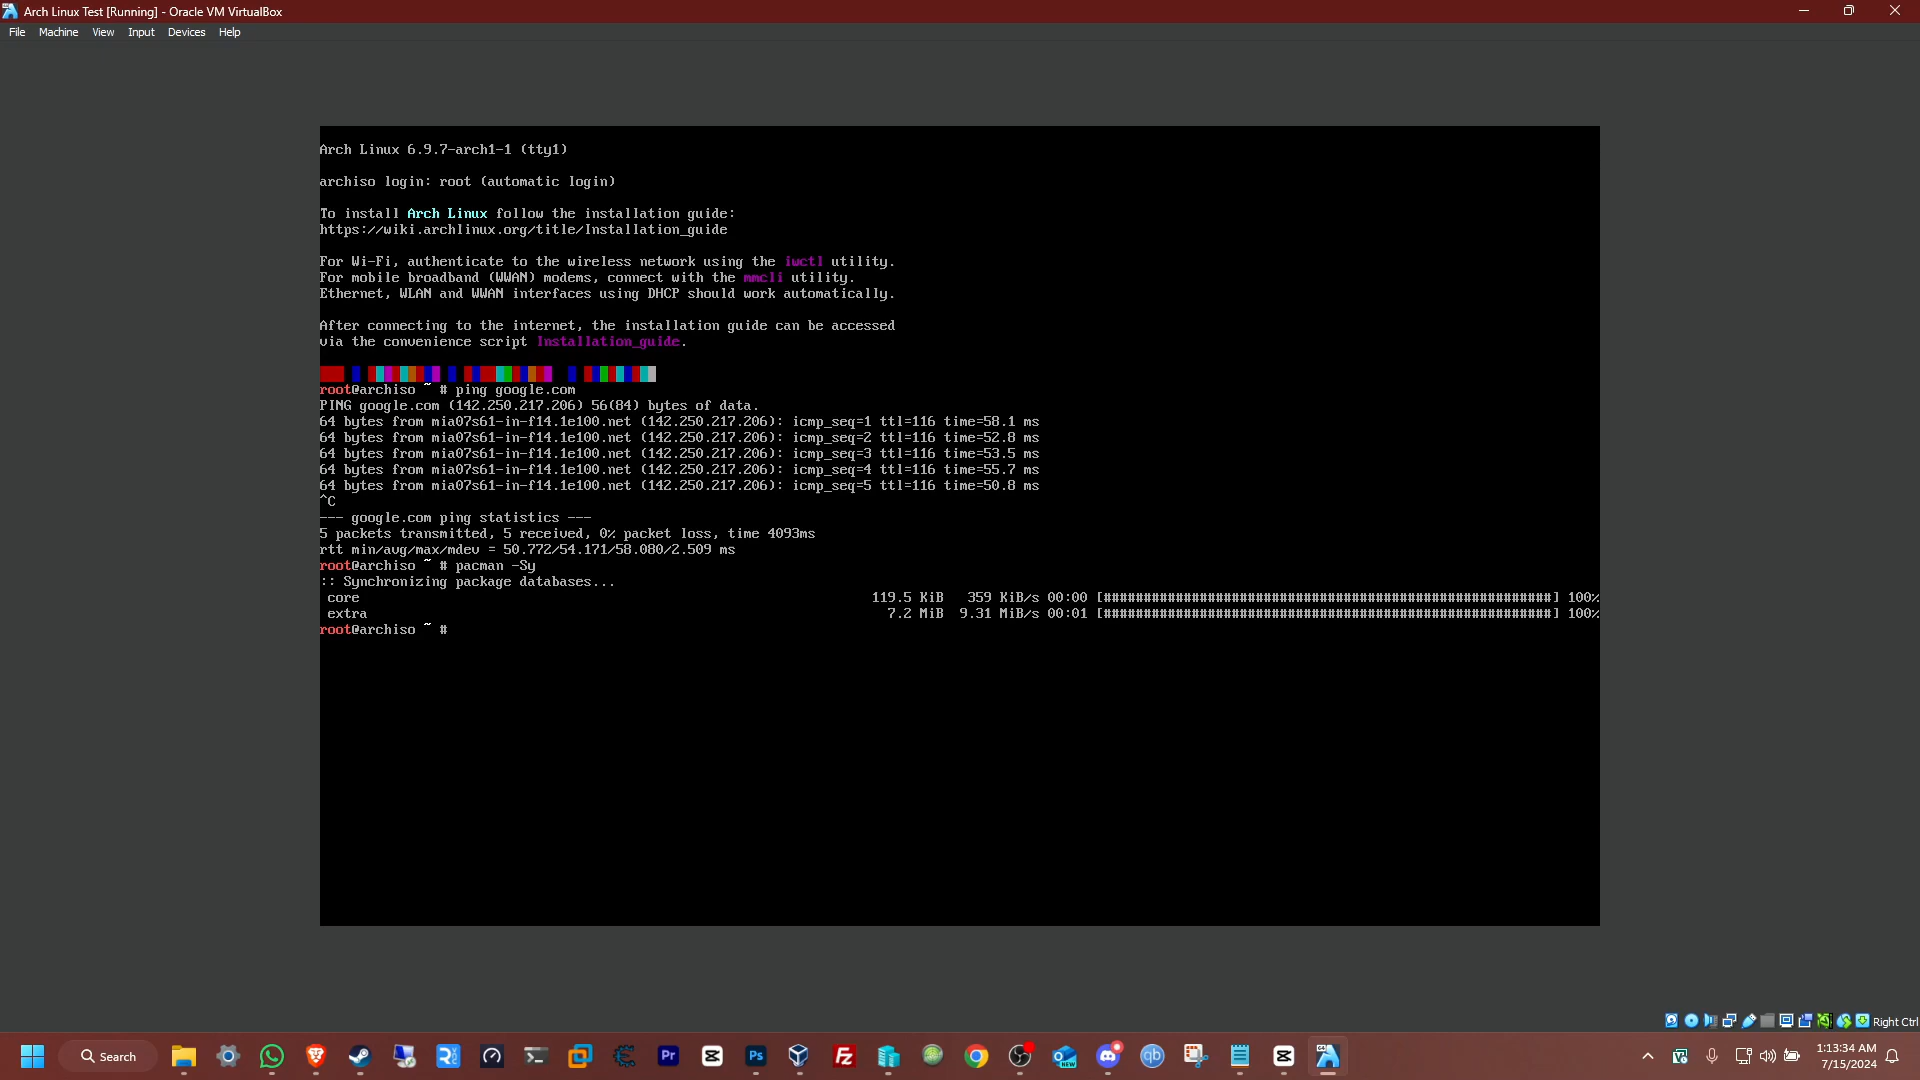 Arch Linux Test [Running] - Oracle VM VirtualBox
File Machine View Input Devices Help
Arch Linux 6.9.7-arch1-1 (tty1)
archiso login: root (automatic login)
To install Arch Linux follow the installation guide:
https://wiki.archlinux.org/title/Installation_guide
For Wi-Fi, authenticate to the wireless network using the iwctl utility.
For mobile broadband (WWAN) modems, connect with the mmcli utility.
Ethernet, WLAN and WWAN interfaces using DHCP should work automatically.
After connecting to the internet, the installation guide can be accessed
via the convenience script Installation_guide.
root@archiso ~ # ping google.com
PING google.com (142.250.217.206) 56(84) bytes of data.
64 bytes from mia07s61-in-f14.1e100.net (142.250.217.206): icmp_seq=1 ttl=116 time=58.1 ms
64 bytes from mia07s61-in-f14.1e100.net (142.250.217.206): icmp_seq=2 ttl=116 time=52.8 ms
64 bytes from mia07s61-in-f14.1e100.net (142.250.217.206): icmp_seq=3 ttl=116 time=53.5 ms
64 bytes from mia07s61-in-f14.1e100.net (142.250.217.206): icmp_seq=4 ttl=116 time=55.7 ms
64 bytes from mia07s61-in-f14.1e100.net (142.250.217.206): icmp_seq=5 ttl=116 time=50.8 ms
^C
--- google.com ping statistics ---
5 packets transmitted, 5 received, 0% packet loss, time 4093ms
rtt min/avg/max/mdev = 50.772/54.171/58.080/2.509 ms
root@archiso ~ # pacman -Sy
:: Synchronizing package databases...
core 119.5 KiB 359 KiB/s 00:00 [########################################################] 100%
extra 7.2 MiB 9.31 MiB/s 00:01 [########################################################] 100%
root@archiso ~ #
Right Ctrl
Search
Pr
Ps
Fz
NEW
qb
1:13:34 AM
7/15/2024